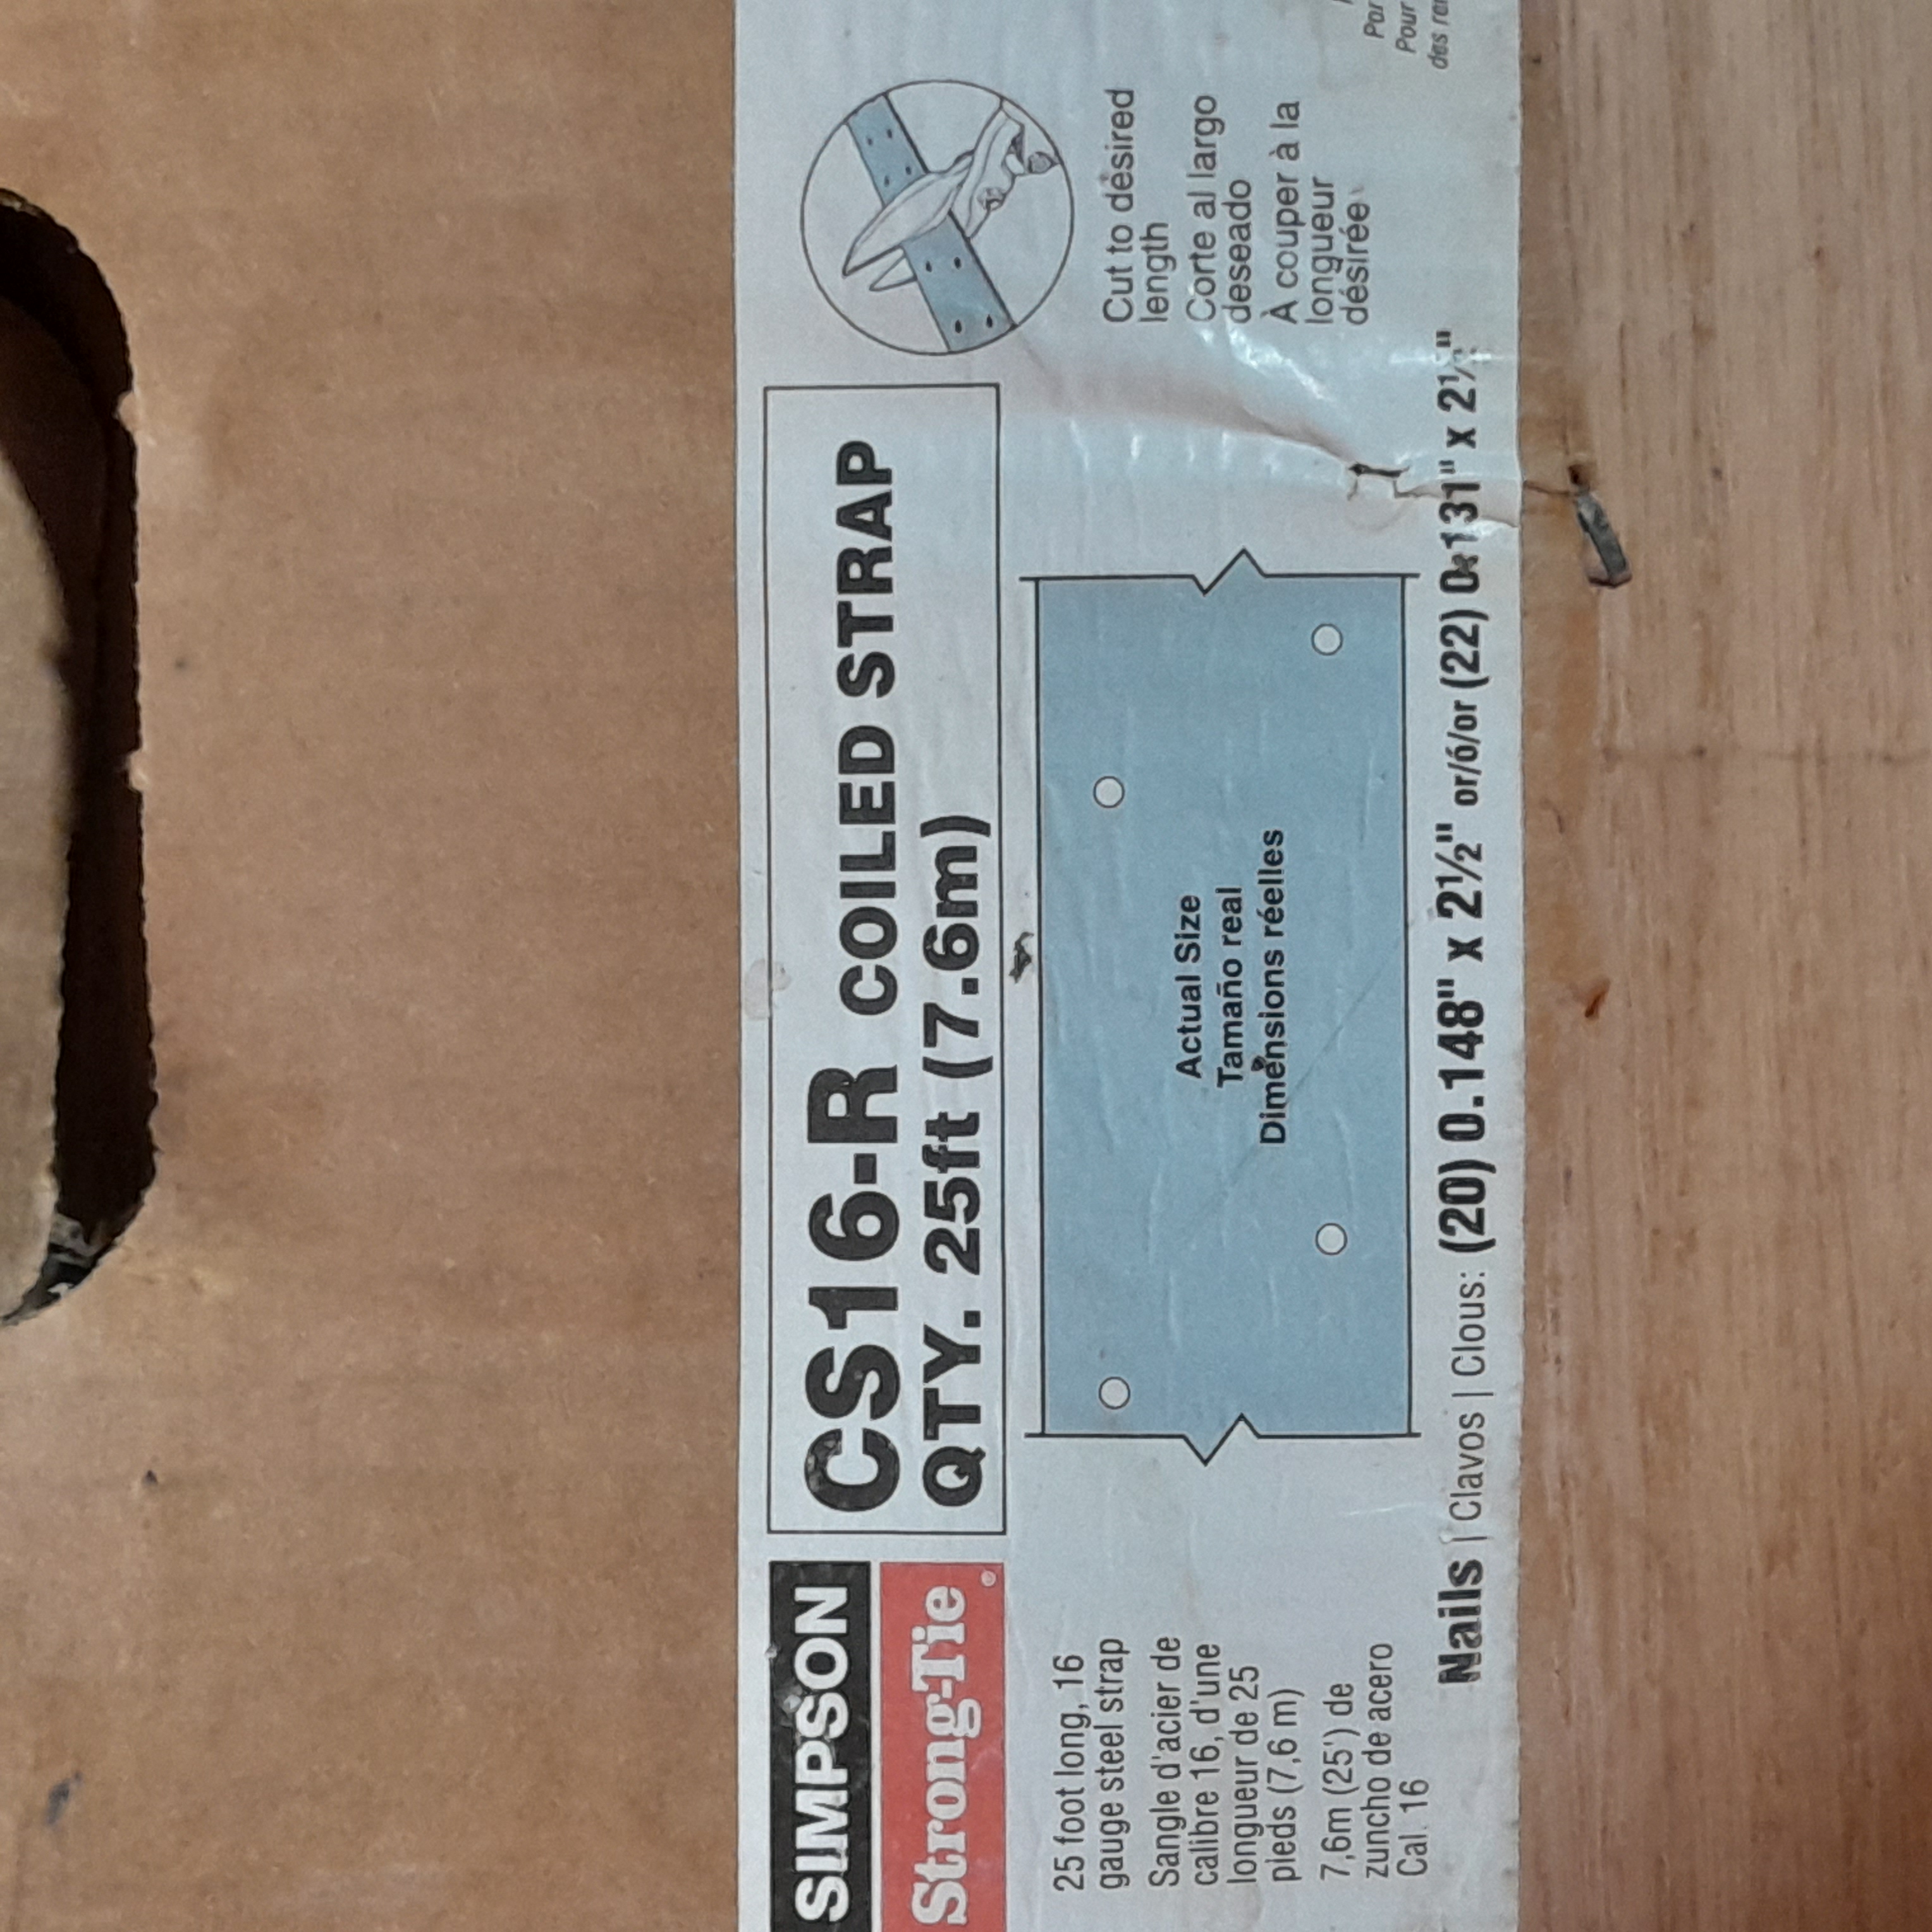 SIMPSON
Strong-Tie
CS16-R COILED STRAP
QTY. 25ft (7.6m)
25 foot long, 16
gauge steel strap
Sangle d'acier de
calibre 16, d'une
longueur de 25
pieds (7,6 m)
7,6m (25') de
zuncho de acero
Cal. 16
Actual Size
Tamaño real
Dimensions réelles
Cut to desired
length
Corte al largo
deseado
À couper à la
longueur
désirée
Nails | Clavos | Clous: (20) 0.148" x 2½" or/ó/or (22) 0.131" x 2½"
Pour
des